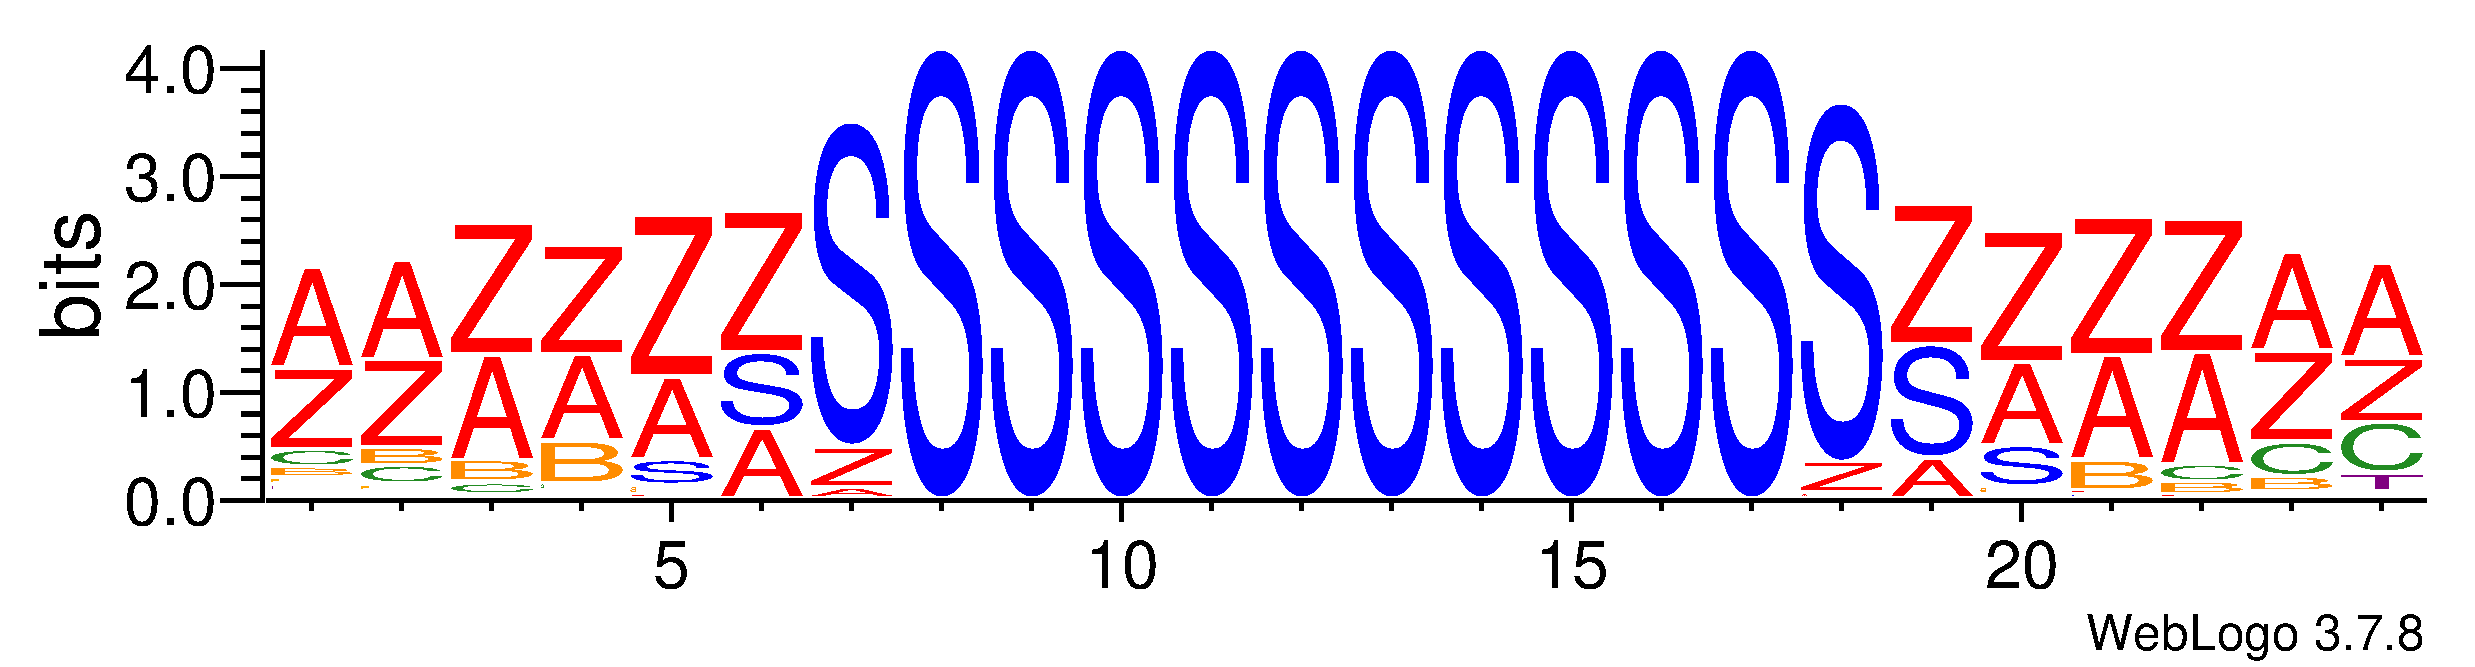 4.0
3.0
2.0
1.0
0.0
bits
A A Z Z Z Z S S S S S S S S S S S S Z Z Z Z A A
Z Z A A A S Z Z S A A A Z Z
C B B B S A A A S B C C C
B C C B B T
5 10 15 20
WebLogo 3.7.8